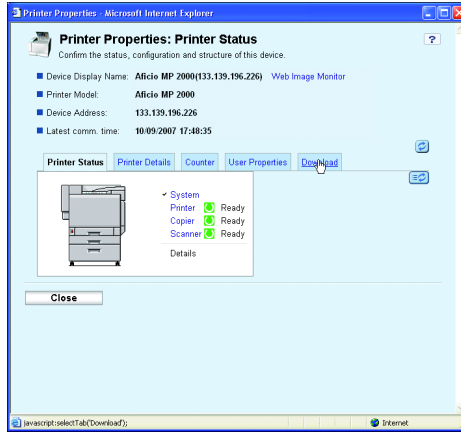 Printer Properties - Microsoft Internet Explorer
Printer Properties: Printer Status
?
Confirm the status, configuration and structure of this device.
Device Display Name: Aficio MP 2000(133.139.196.226) Web Image Monitor
Printer Model: Aficio MP 2000
Device Address: 133.139.196.226
Latest comm. time: 10/09/2007 17:48:35
Printer Status Printer Details Counter User Properties Download
System
Printer Ready
Copier Ready
Scanner Ready
Details
Close
javascript:selectTab('Download'); Internet